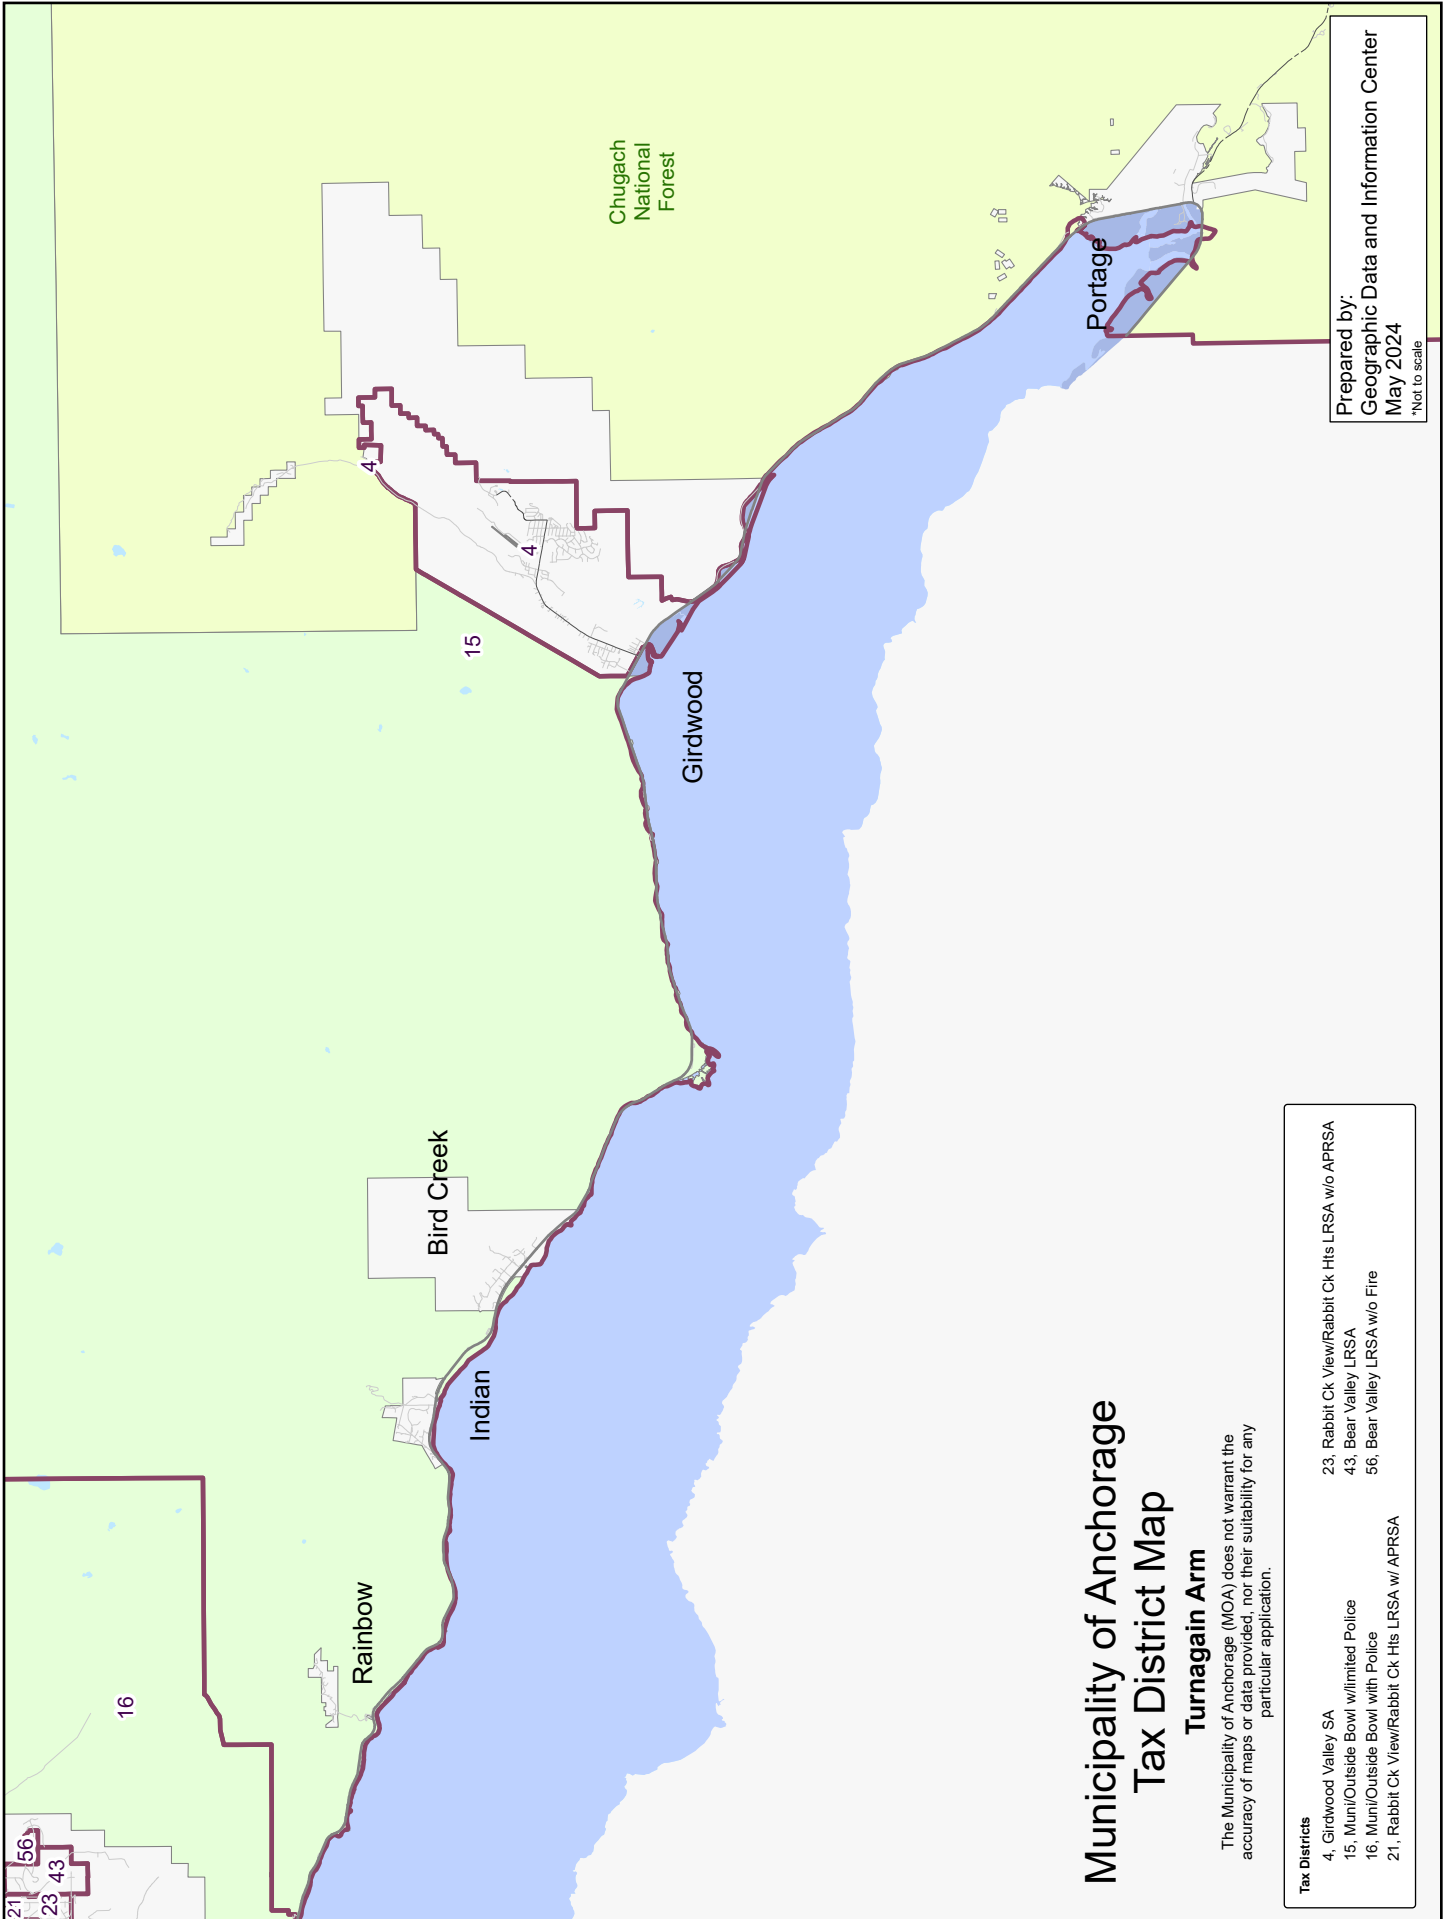 Municipality of Anchorage
Tax District Map
Turnagain Arm
The Municipality of Anchorage (MOA) does not warrant the
accuracy of maps or data provided, nor their suitability for any
particular application.
Tax Districts
4, Girdwood Valley SA
15, Muni/Outside Bowl w/limited Police
16, Muni/Outside Bowl with Police
21, Rabbit Ck View/Rabbit Ck Hts LRSA w/ APRSA
23, Rabbit Ck View/Rabbit Ck Hts LRSA w/o APRSA
43, Bear Valley LRSA
56, Bear Valley LRSA w/o Fire
Prepared by:
Geographic Data and Information Center
May 2024
*Not to scale
21
23
43
56
16
Rainbow
Indian
Bird Creek
15
Girdwood
4
4
Chugach
National
Forest
Portage